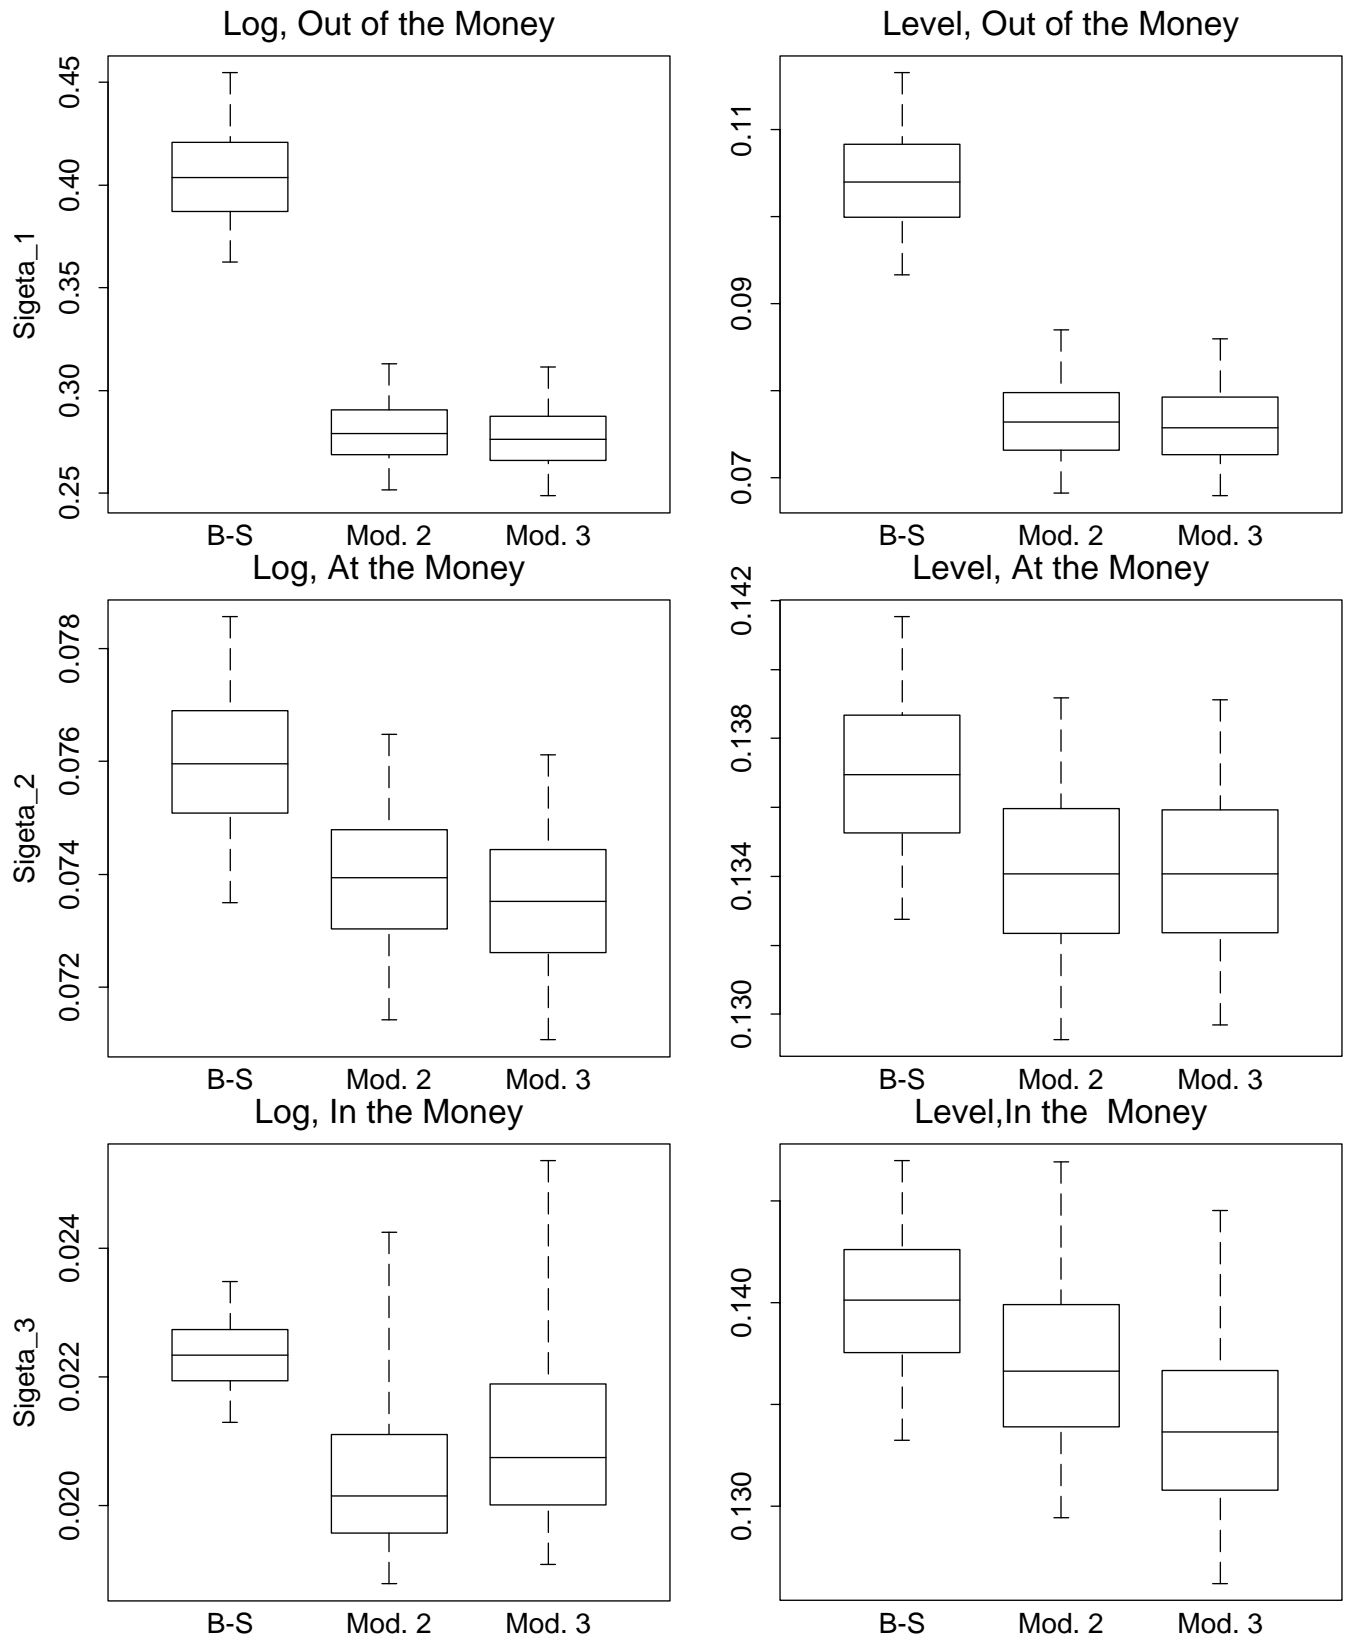 Log, Out of the Money
Sigeta_1
0.45
0.40
0.35
0.30
0.25
B-S Mod. 2 Mod. 3
Level, Out of the Money
0.11
0.09
0.07
B-S Mod. 2 Mod. 3
Log, At the Money
Sigeta_2
0.078
0.076
0.074
0.072
B-S Mod. 2 Mod. 3
Level, At the Money
0.142
0.138
0.134
0.130
B-S Mod. 2 Mod. 3
Log, In the Money
Sigeta_3
0.024
0.022
0.020
B-S Mod. 2 Mod. 3
Level,In the  Money
0.140
0.130
B-S Mod. 2 Mod. 3